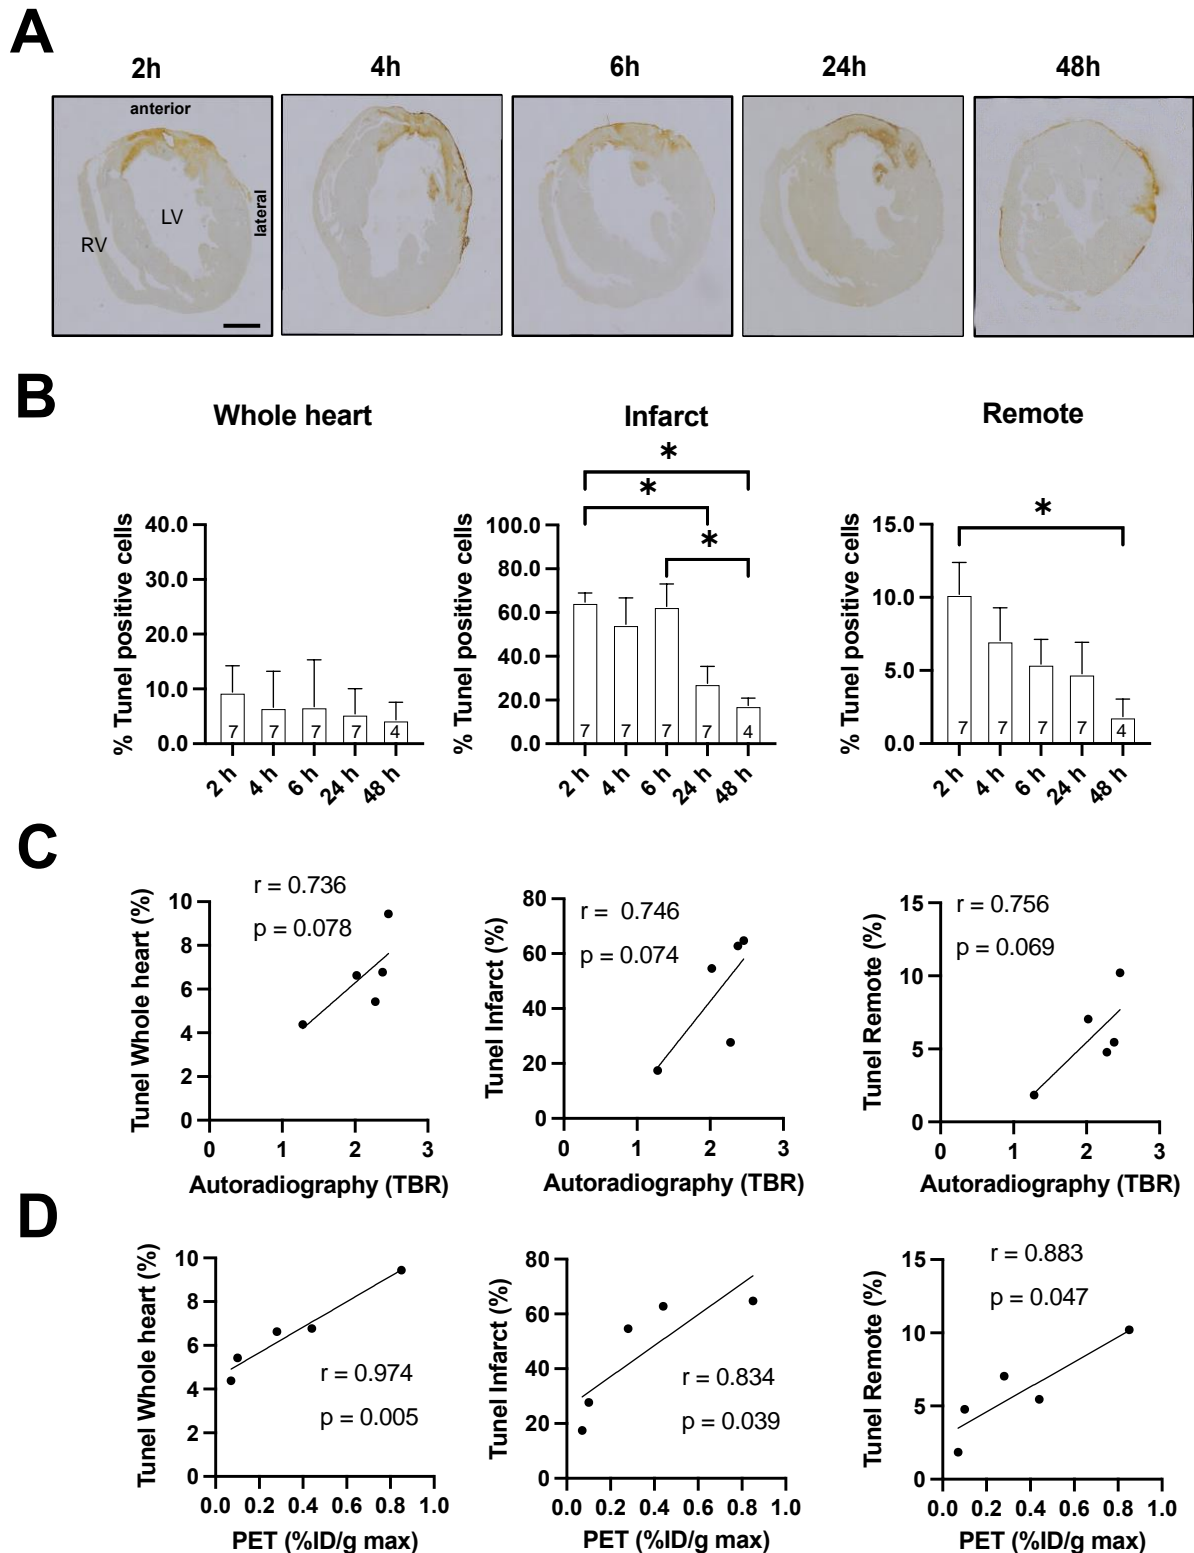 A
2h 4h 6h 24h 48h
anterior
lateral
LV
RV
B
Whole heart Infarct Remote
* * * *
% Tunel positive cells
40.0
30.0
20.0
10.0
0.0
7 7 7 7 4
2 h 4 h 6 h 24 h 48 h
% Tunel positive cells
100.0
80.0
60.0
40.0
20.0
0.0
7 7 7 7 4
2 h 4 h 6 h 24 h 48 h
% Tunel positive cells
15.0
10.0
5.0
0.0
7 7 7 7 4
2 h 4 h 6 h 24 h 48 h
C
Tunel Whole heart (%)
10
8
6
4
2
0
r = 0.736
p = 0.078
0 1 2 3
Autoradiography (TBR)
Tunel Infarct (%)
80
60
40
20
0
r = 0.746
p = 0.074
0 1 2 3
Autoradiography (TBR)
Tunel Remote (%)
15
10
5
0
r = 0.756
p = 0.069
0 1 2 3
Autoradiography (TBR)
D
Tunel Whole heart (%)
10
8
6
4
2
0
r = 0.974
p = 0.005
0.0 0.2 0.4 0.6 0.8 1.0
PET (%ID/g max)
Tunel Infarct (%)
80
60
40
20
0
r = 0.834
p = 0.039
0.0 0.2 0.4 0.6 0.8 1.0
PET (%ID/g max)
Tunel Remote (%)
15
10
5
0
r = 0.883
p = 0.047
0.0 0.2 0.4 0.6 0.8 1.0
PET (%ID/g max)